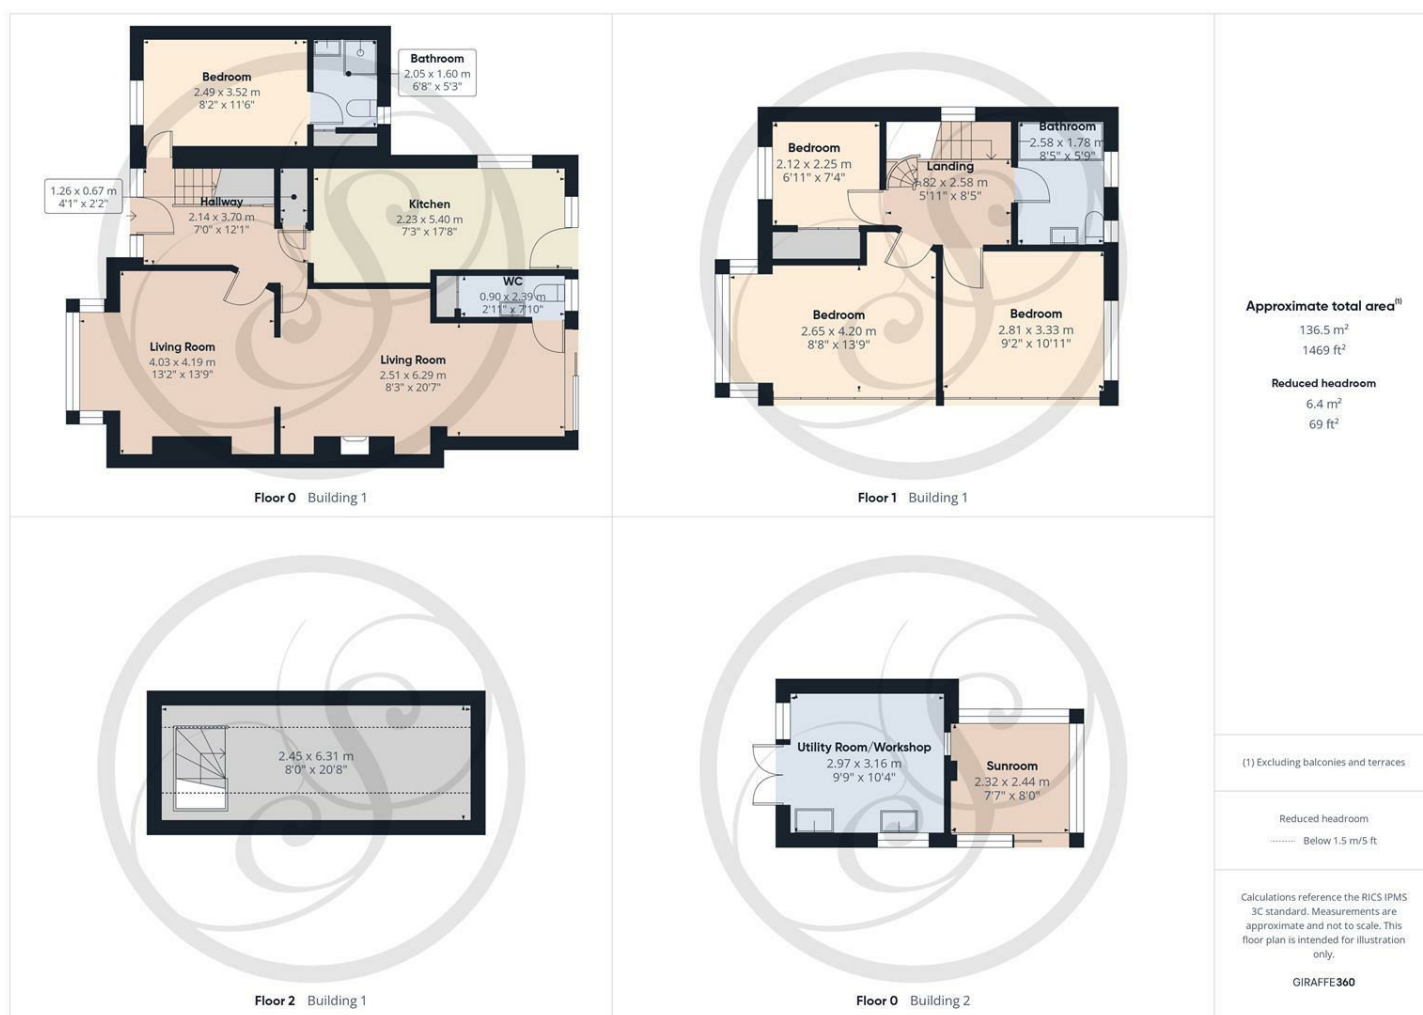 Bedroom
2.49 x 3.52 m
8'2" x 11'6"
Bathroom
2.05 x 1.60 m
6'8" x 5'3"
1.26 x 0.67 m
4'1" x 2'2"
Hallway
2.14 x 3.70 m
7'0" x 12'1"
Kitchen
2.23 x 5.40 m
7'3" x 17'8"
WC
0.90 x 2.39 m
2'11" x 7'10"
Living Room
4.03 x 4.19 m
13'2" x 13'9"
Living Room
2.51 x 6.29 m
8'3" x 20'7"
Floor 0 Building 1
Bedroom
2.12 x 2.25 m
6'11" x 7'4"
Landing
1.82 x 2.58 m
5'11" x 8'5"
Bathroom
2.58 x 1.78 m
8'5" x 5'9"
Bedroom
2.65 x 4.20 m
8'8" x 13'9"
Bedroom
2.81 x 3.33 m
9'2" x 10'11"
Floor 1 Building 1
2.45 x 6.31 m
8'0" x 20'8"
Floor 2 Building 1
Utility Room/Workshop
2.97 x 3.16 m
9'9" x 10'4"
Sunroom
2.32 x 2.44 m
7'7" x 8'0"
Floor 0 Building 2
Approximate total area(1)
136.5 m²
1469 ft²
Reduced headroom
6.4 m²
69 ft²
(1) Excluding balconies and terraces
Reduced headroom
Below 1.5 m/5 ft
Calculations reference the RICS IPMS
3C standard. Measurements are
approximate and not to scale. This
floor plan is intended for illustration
only.
GIRAFFE360